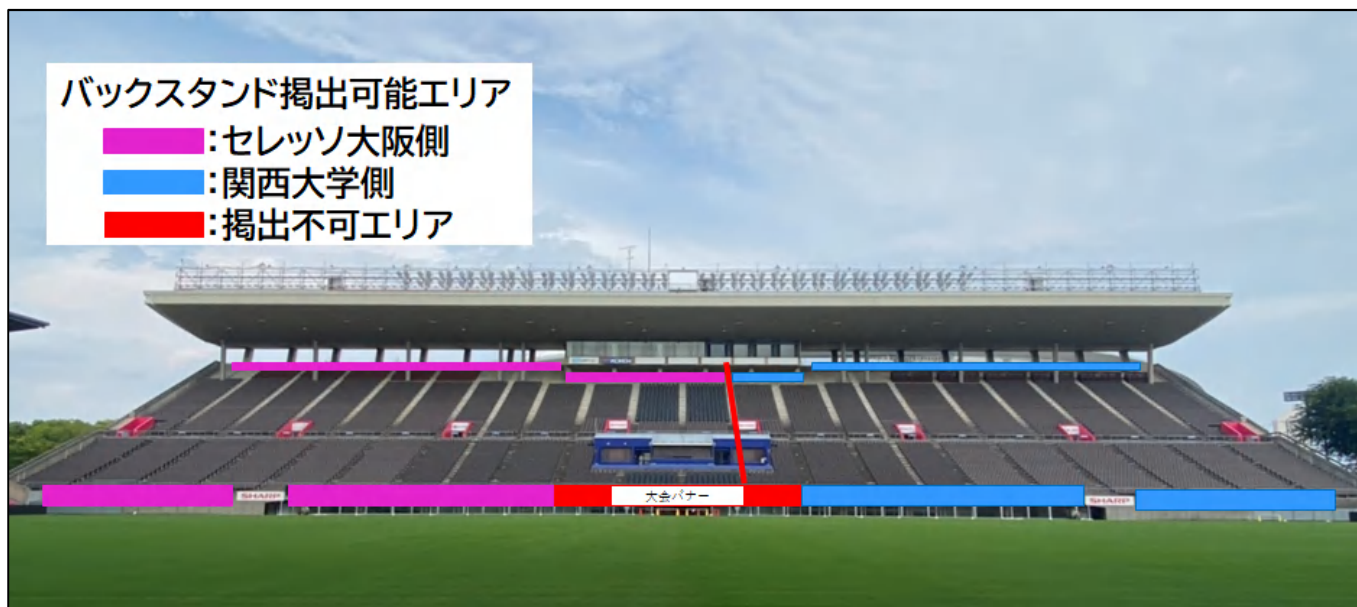 バックスタンド掲出可能エリア
:セレッソ大阪側
:関西大学側
:掲出不可エリア
SHARP
大会バナー
SHARP